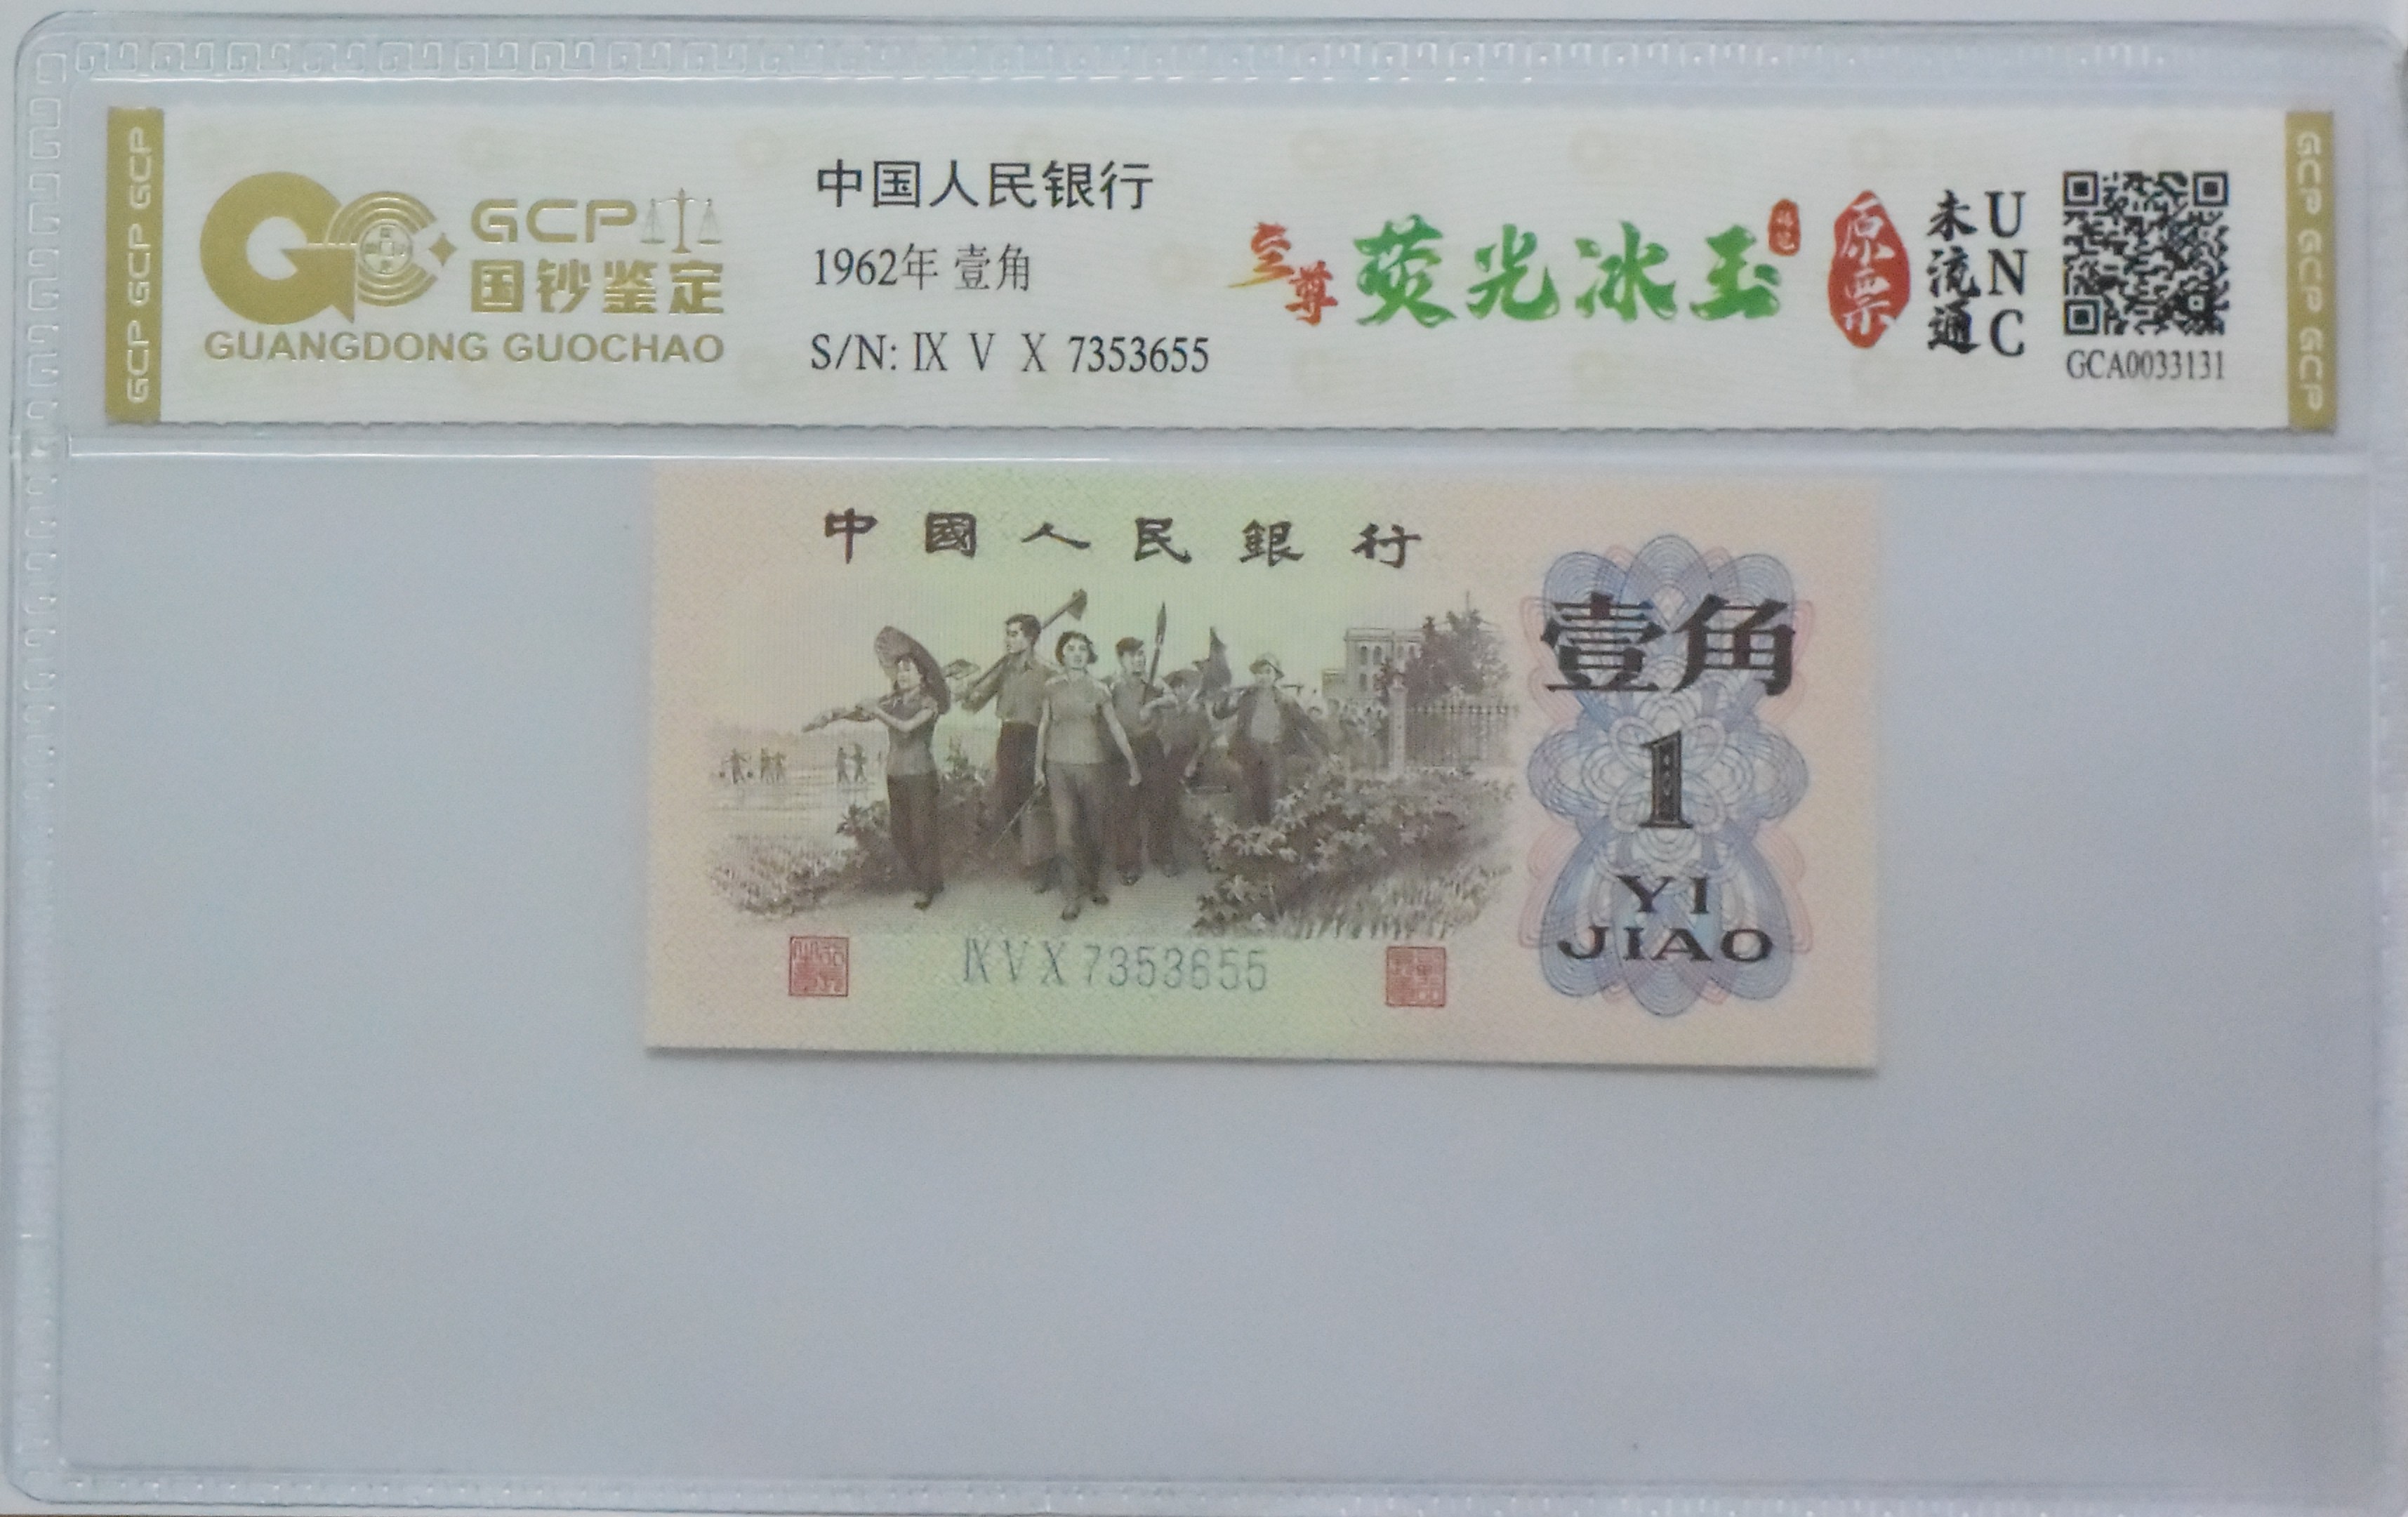 GCP GCP GCP
GCP
国钞鉴定
GUANGDONG GUOCHAO
中国人民银行
1962年 壹角
S/N: Ⅸ Ⅴ Ⅹ 7353655
至尊 荧光冰玉
原票
未流通
UNC
GCA0033131
GCP GCP GCP
中國人民銀行
壹角
1
YI
JIAO
ⅨⅤⅩ7353655